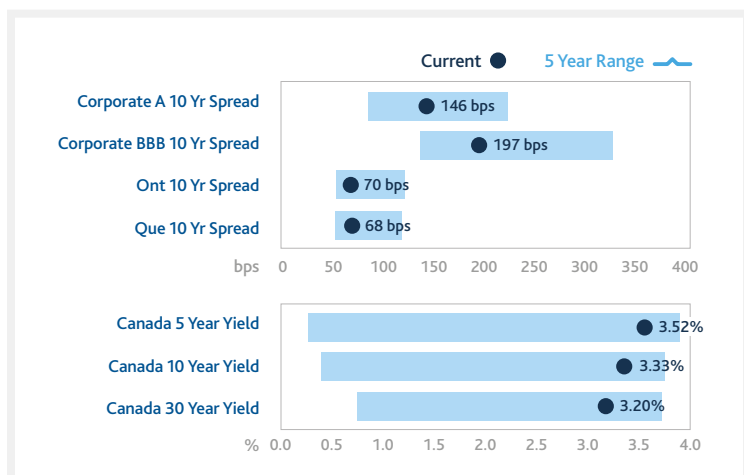 Current 5 Year Range
Corporate A 10 Yr Spread 146 bps
Corporate BBB 10 Yr Spread 197 bps
Ont 10 Yr Spread 70 bps
Que 10 Yr Spread 68 bps
bps 0 50 100 150 200 250 300 350 400
Canada 5 Year Yield 3.52%
Canada 10 Year Yield 3.33%
Canada 30 Year Yield 3.20%
% 0.0 0.5 1.0 1.5 2.0 2.5 3.0 3.5 4.0